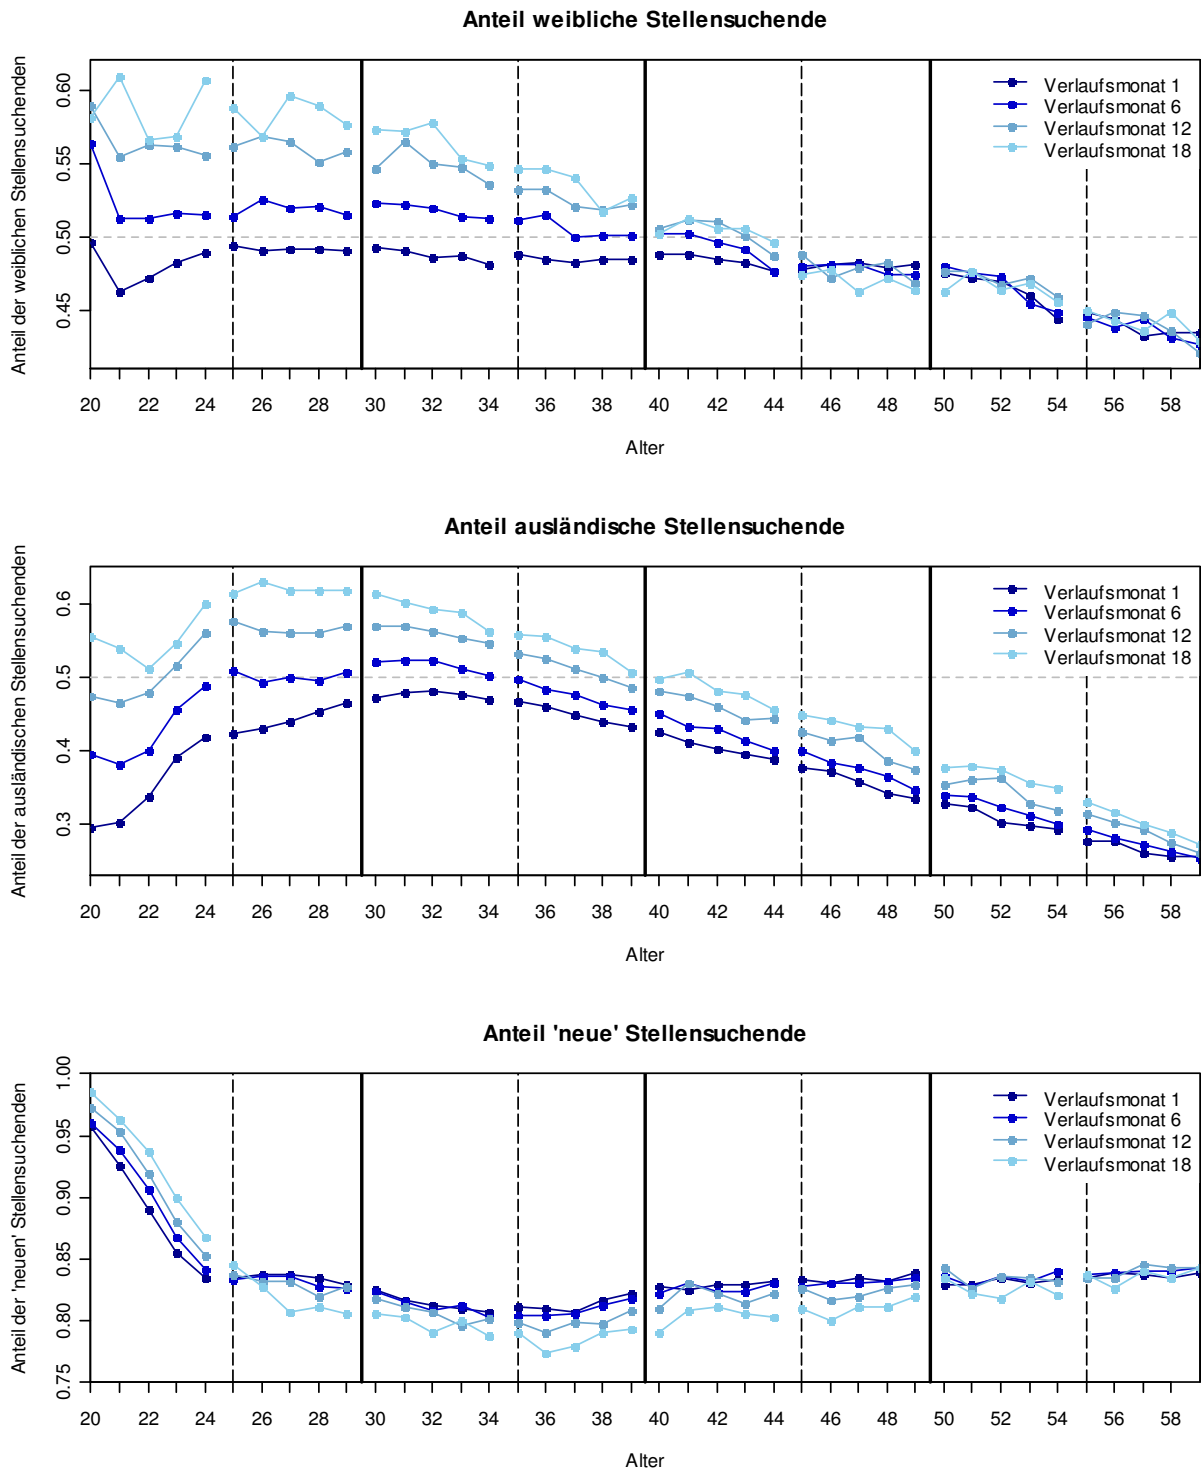 Anteil weibliche Stellensuchende
Anteil der weiblichen Stellensuchenden
0.60
0.55
0.50
0.45
Verlaufsmonat 1
Verlaufsmonat 6
Verlaufsmonat 12
Verlaufsmonat 18
20 22 24 26 28 30 32 34 36 38 40 42 44 46 48 50 52 54 56 58
Alter
Anteil ausländische Stellensuchende
Anteil der ausländischen Stellensuchenden
0.6
0.5
0.4
0.3
Verlaufsmonat 1
Verlaufsmonat 6
Verlaufsmonat 12
Verlaufsmonat 18
20 22 24 26 28 30 32 34 36 38 40 42 44 46 48 50 52 54 56 58
Alter
Anteil 'neue' Stellensuchende
Anteil der 'neuen' Stellensuchenden
1.00
0.95
0.90
0.85
0.80
0.75
Verlaufsmonat 1
Verlaufsmonat 6
Verlaufsmonat 12
Verlaufsmonat 18
20 22 24 26 28 30 32 34 36 38 40 42 44 46 48 50 52 54 56 58
Alter